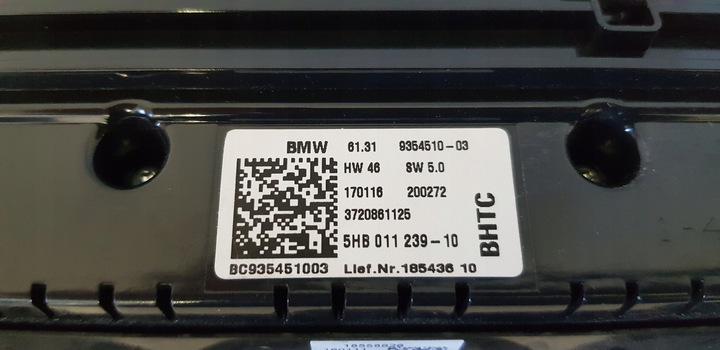 BMW 61.31 9354510-03
HW 46 SW 5.0
170116 200272
3720861125
5HB 011 239-10
BHTC
BC935451003 Lief.Nr.185436 10